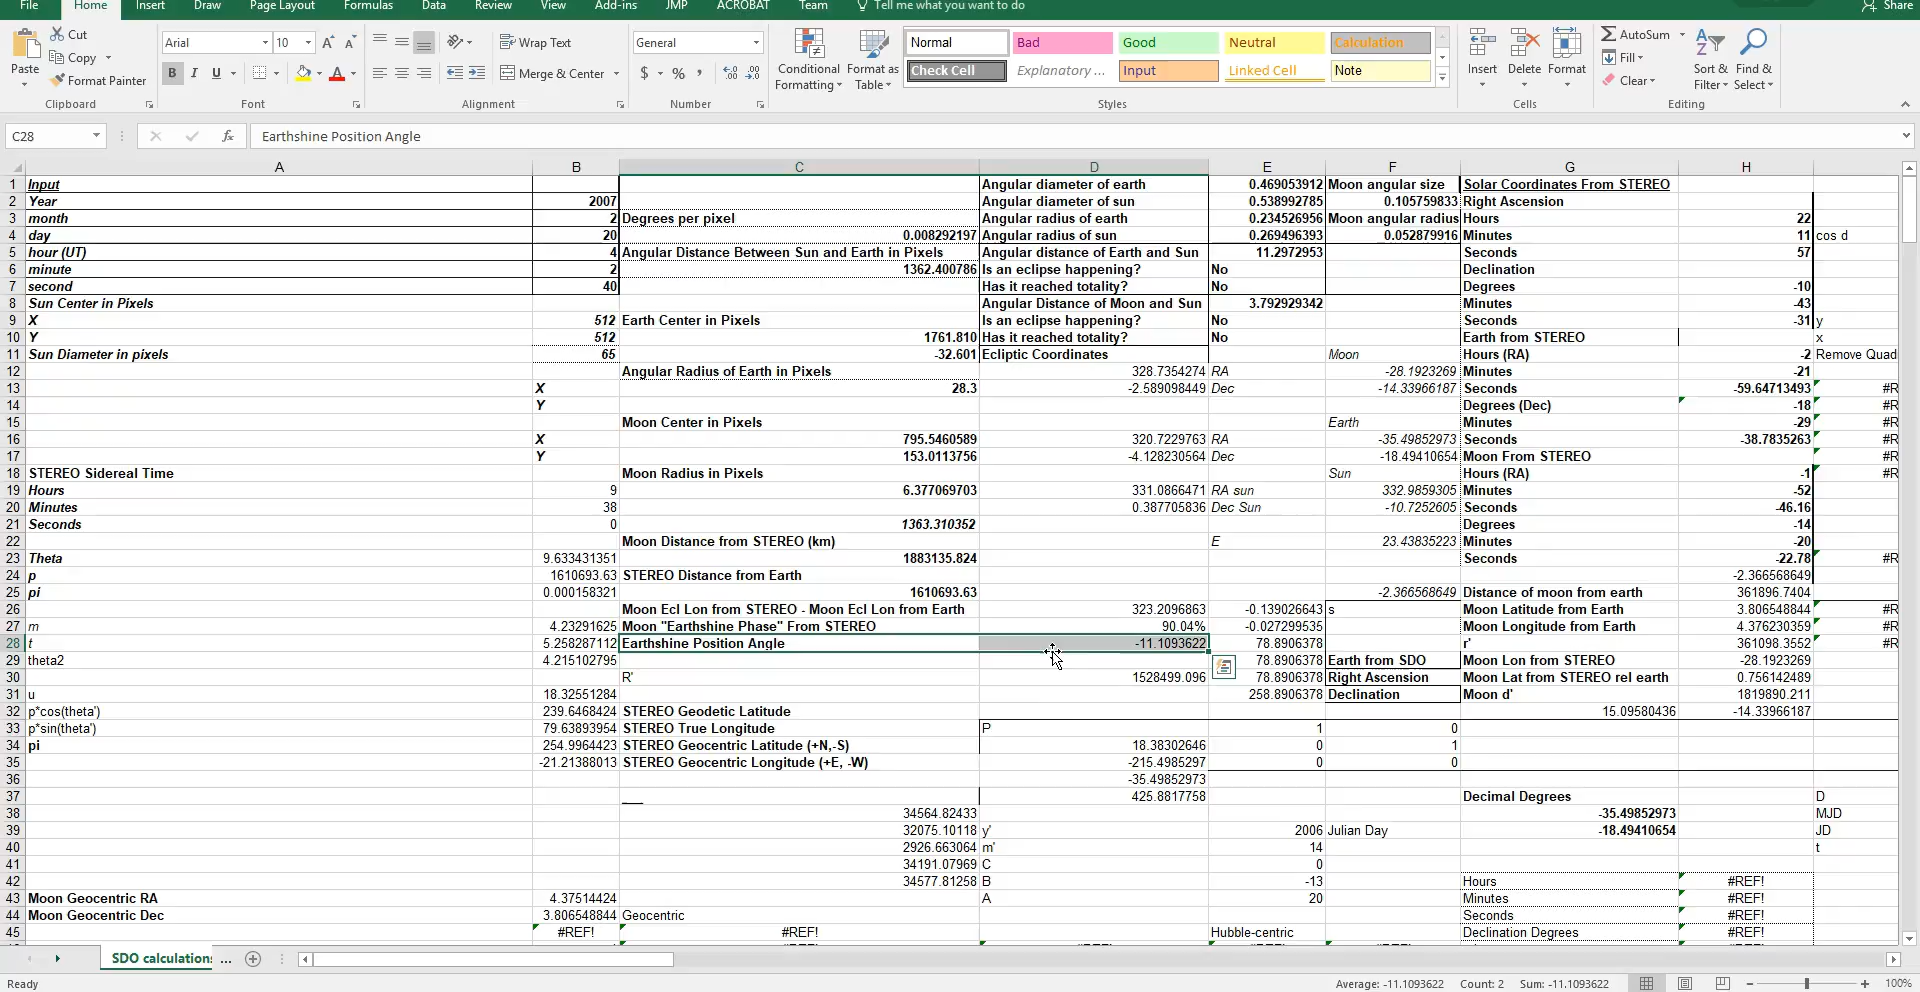 File Home Insert Draw Page Layout Formulas Data Review View Add-ins JMP ACROBAT Team Tell me what you want to do Share
Paste Cut Copy Format Painter
Arial 10 A A B I U
Wrap Text Merge & Center
General $ % ,
Conditional Formatting Format as Table
Normal Bad Good Neutral Calculation
Check Cell Explanatory ... Input Linked Cell Note
Insert Delete Format
AutoSum Fill Clear Sort & Filter Find & Select
Clipboard Font Alignment Number Styles Cells Editing
C28 fx Earthshine Position Angle
A B C D E F G H
1 Input Angular diameter of earth 0.469053912 Moon angular size Solar Coordinates From STEREO
2 Year 2007 Angular diameter of sun 0.538992785 0.105759833 Right Ascension
3 month 2 Degrees per pixel Angular radius of earth 0.234526956 Moon angular radius Hours 22
4 day 20 0.008292197 Angular radius of sun 0.269496393 0.052879916 Minutes 11 cos d
5 hour (UT) 4 Angular Distance Between Sun and Earth in Pixels Angular distance of Earth and Sun 11.2972953 Seconds 57
6 minute 2 1362.400786 Is an eclipse happening? No Declination
7 second 40 Has it reached totality? No Degrees -10
8 Sun Center in Pixels Angular Distance of Moon and Sun 3.792929342 Minutes -43
9 X 512 Earth Center in Pixels Is an eclipse happening? No Seconds -31 y
10 Y 512 1761.810 Has it reached totality? No Earth from STEREO x
11 Sun Diameter in pixels 65 -32.601 Ecliptic Coordinates Moon Hours (RA) -2 Remove Quad
12 Angular Radius of Earth in Pixels 328.7354274 RA -28.1923269 Minutes -21
13 X 28.3 -2.589098449 Dec -14.33966187 Seconds -59.64713493 #R
14 Y Degrees (Dec) -18 #R
15 Moon Center in Pixels Earth Minutes -29 #R
16 X 795.5460589 320.7229763 RA -35.49852973 Seconds -38.7835263 #R
17 Y 153.0113756 -4.128230564 Dec -18.49410654 Moon From STEREO #R
18 STEREO Sidereal Time Moon Radius in Pixels Sun Hours (RA) -1 #R
19 Hours 9 6.377069703 331.0866471 RA sun 332.9859305 Minutes -52
20 Minutes 38 0.387705836 Dec Sun -10.7252605 Seconds -46.16
21 Seconds 0 1363.310352 Degrees -14
22 Moon Distance from STEREO (km) E 23.43835223 Minutes -20
23 Theta 9.633431351 1883135.824 Seconds -22.78 #R
24 p 1610693.63 STEREO Distance from Earth -2.366568649
25 pi 0.000158321 1610693.63 -2.366568649 Distance of moon from earth 361896.7404
26 Moon Ecl Lon from STEREO - Moon Ecl Lon from Earth 323.2096863 -0.139026643 s Moon Latitude from Earth 3.806548844 #R
27 m 4.23291625 Moon "Earthshine Phase" From STEREO 90.04% -0.027299535 Moon Longitude from Earth 4.376230359 #R
28 t 5.258287112 Earthshine Position Angle -11.1093622 78.8906378 r' 361098.3552 #R
29 theta2 4.215102795 78.8906378 Earth from SDO Moon Lon from STEREO -28.1923269
30 R' 1528499.096 78.8906378 Right Ascension Moon Lat from STEREO rel earth 0.756142489
31 u 18.32551284 258.8906378 Declination Moon d' 1819890.211
32 p*cos(theta') 239.6468424 STEREO Geodetic Latitude 15.09580436 -14.33966187
33 p*sin(theta') 79.63893954 STEREO True Longitude P 1 0
34 pi 254.9964423 STEREO Geocentric Latitude (+N,-S) 18.38302646 0 1
35 -21.21388013 STEREO Geocentric Longitude (+E, -W) -215.4985297 0 0
36 -35.49852973
37 425.8817758 Decimal Degrees D
38 34564.82433 -35.49852973 MJD
39 32075.10118 y' 2006 Julian Day -18.49410654 JD
40 2926.663064 m' 14 t
41 34191.07969 C 0
42 34577.81258 B -13 Hours #REF!
43 Moon Geocentric RA 4.37514424 A 20 Minutes #REF!
44 Moon Geocentric Dec 3.806548844 Geocentric Seconds #REF!
45 #REF! #REF! Hubble-centric Declination Degrees #REF!
SDO calculations ...
Ready Average: -11.1093622 Count: 2 Sum: -11.1093622 100%